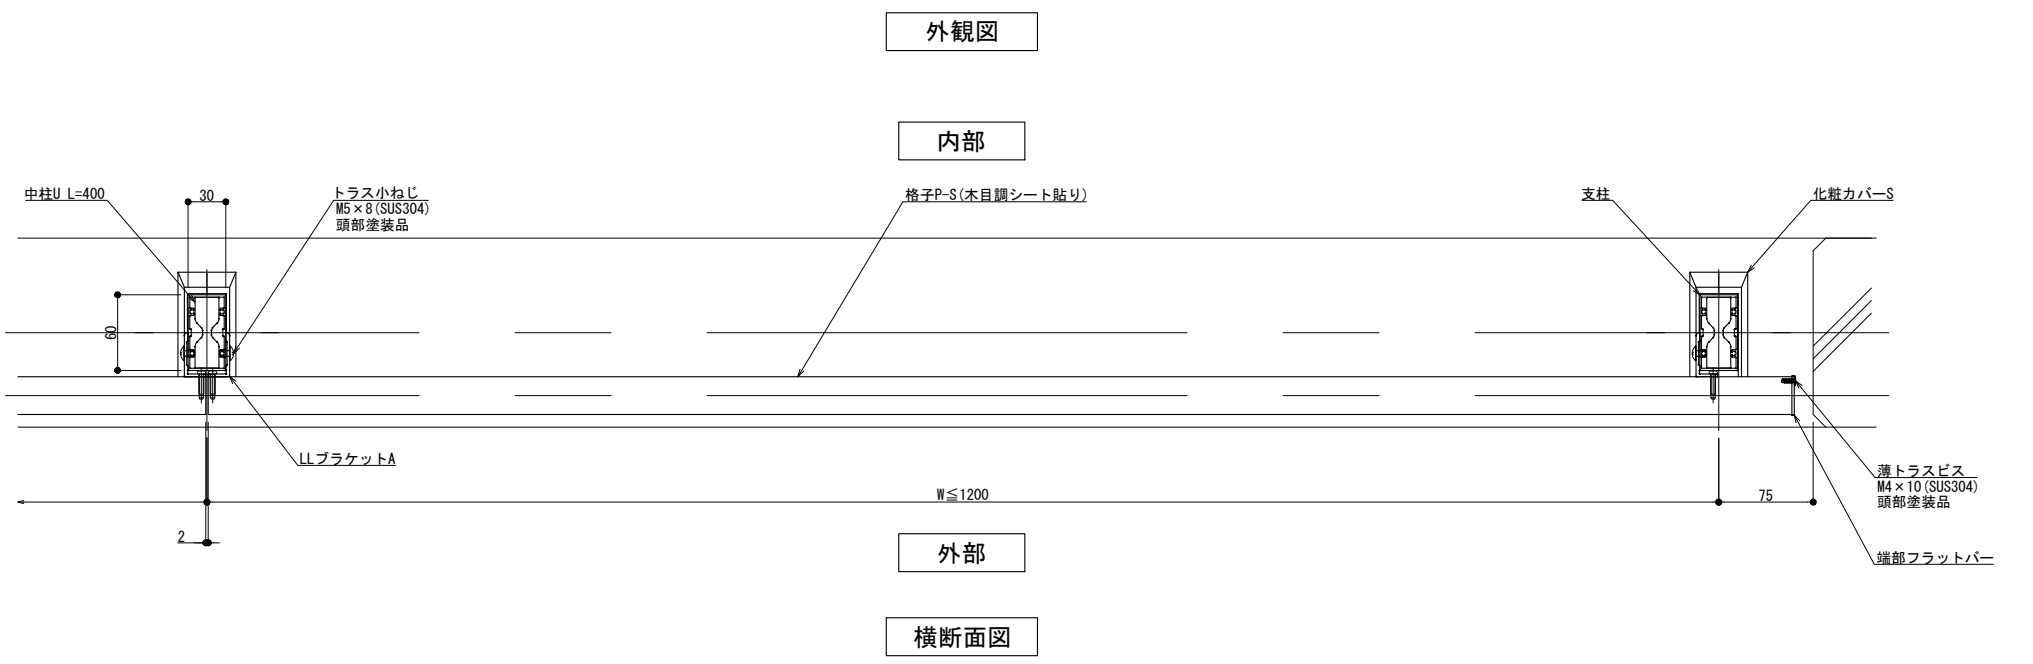 外観図
内部
中柱U L=400
30
トラス小ねじ
M5×8(SUS304)
頭部塗装品
格子P-S(木目調シート貼り)
支柱
化粧カバーS
60
LLブラケットA
W≦1200
75
薄トラスビス
M4×10(SUS304)
頭部塗装品
2
外部
端部フラットバー
横断面図